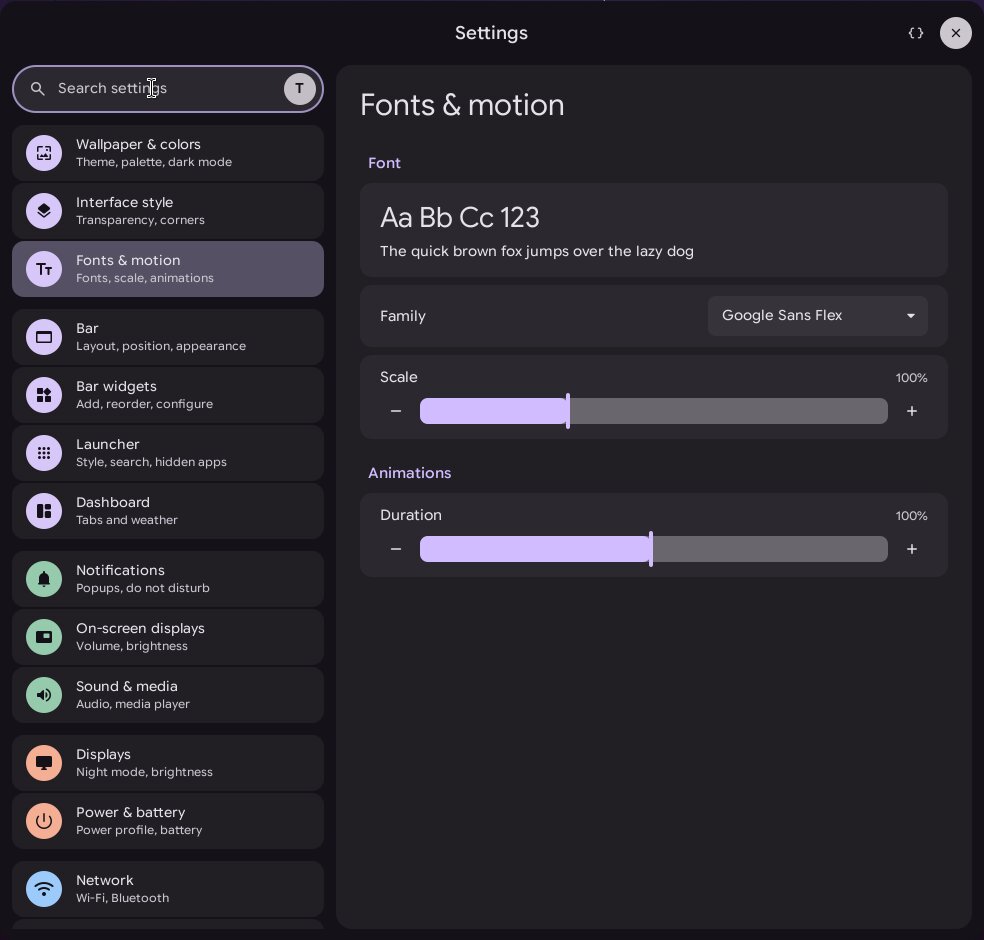 Settings
Search settings
T
Wallpaper & colors
Theme, palette, dark mode
Interface style
Transparency, corners
Tт
Fonts & motion
Fonts, scale, animations
Bar
Layout, position, appearance
Bar widgets
Add, reorder, configure
Launcher
Style, search, hidden apps
Dashboard
Tabs and weather
Notifications
Popups, do not disturb
On-screen displays
Volume, brightness
Sound & media
Audio, media player
Displays
Night mode, brightness
Power & battery
Power profile, battery
Network
Wi-Fi, Bluetooth
Fonts & motion
Font
Aa Bb Cc 123
The quick brown fox jumps over the lazy dog
Family
Google Sans Flex
Scale
100%
Animations
Duration
100%